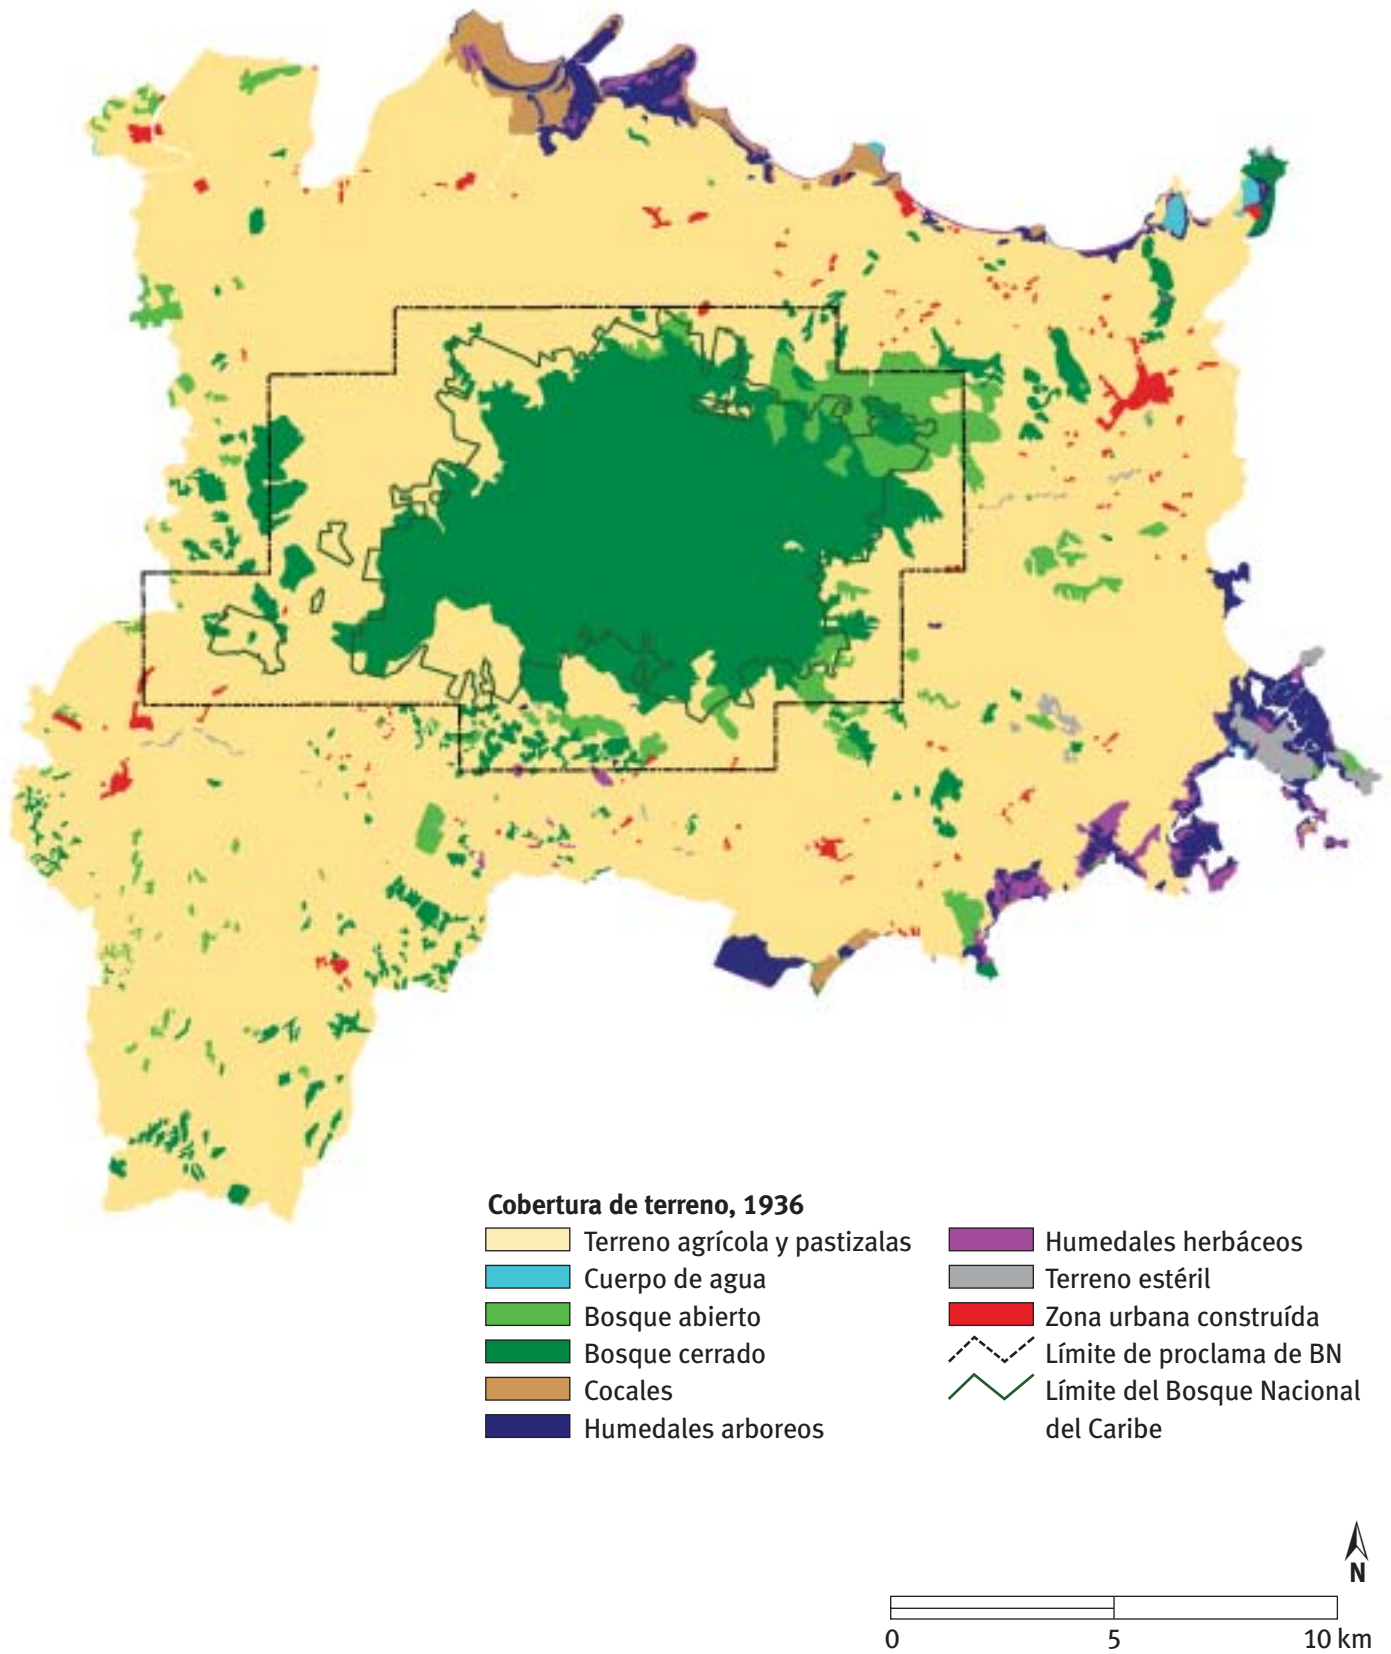 Cobertura de terreno, 1936
Terreno agrícola y pastizalas
Cuerpo de agua
Bosque abierto
Bosque cerrado
Cocales
Humedales arboreos
Humedales herbáceos
Terreno estéril
Zona urbana construída
Límite de proclama de BN
Límite del Bosque Nacional
del Caribe
N
0 5 10 km